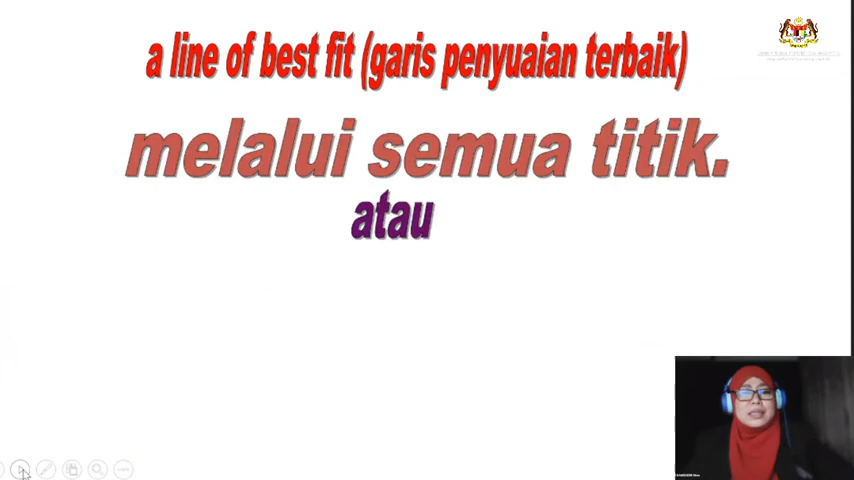 a line of best fit (garis penyuaian terbaik)
melalui semua titik.
atau